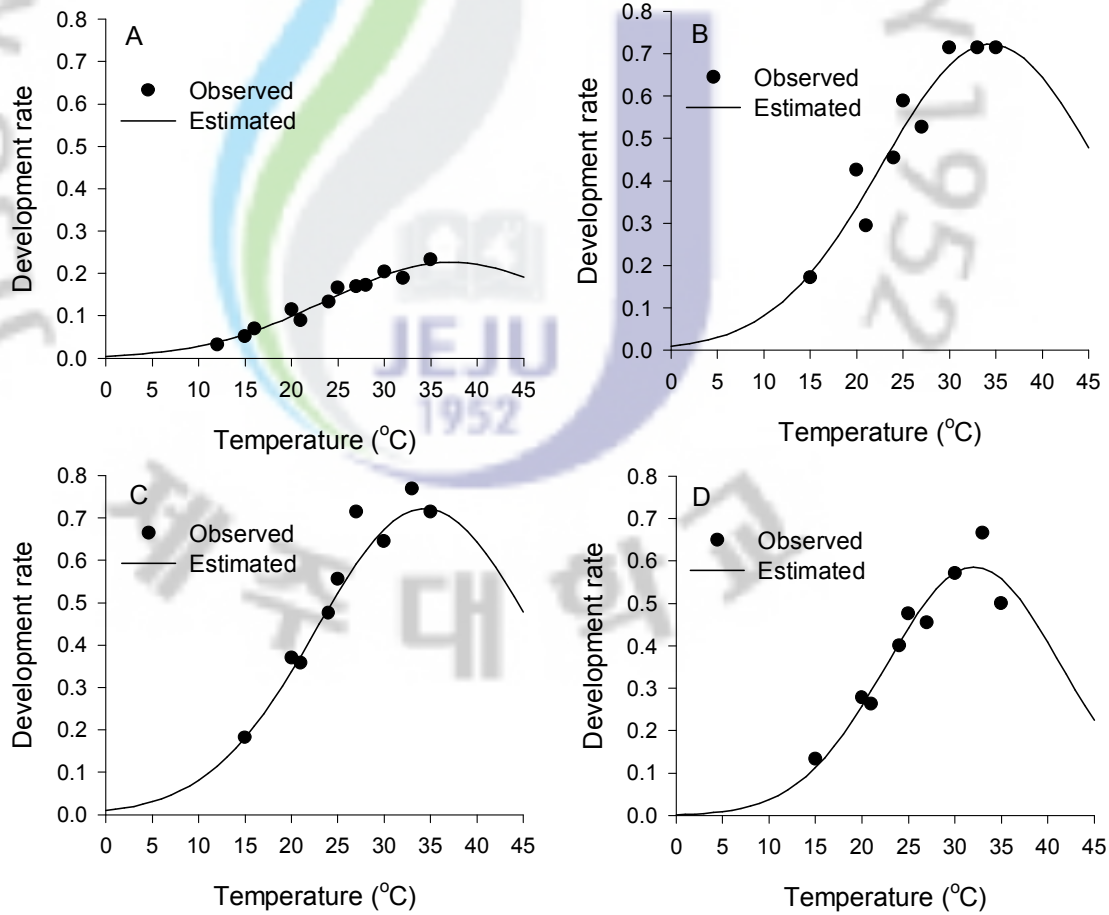 A
Observed
Estimated
0.8
0.7
0.6
0.5
0.4
0.3
0.2
0.1
0.0
Development rate
0 5 10 15 20 25 30 35 40 45
Temperature (°C)
B
Observed
Estimated
0.8
0.7
0.6
0.5
0.4
0.3
0.2
0.1
0.0
Development rate
0 5 10 15 20 25 30 35 40 45
Temperature (°C)
JEJU
1952
Y 1952
C
Observed
Estimated
0.8
0.7
0.6
0.5
0.4
0.3
0.2
0.1
0.0
Development rate
0 5 10 15 20 25 30 35 40 45
Temperature (°C)
D
Observed
Estimated
0.8
0.7
0.6
0.5
0.4
0.3
0.2
0.1
0.0
Development rate
0 5 10 15 20 25 30 35 40 45
Temperature (°C)
제주대학교